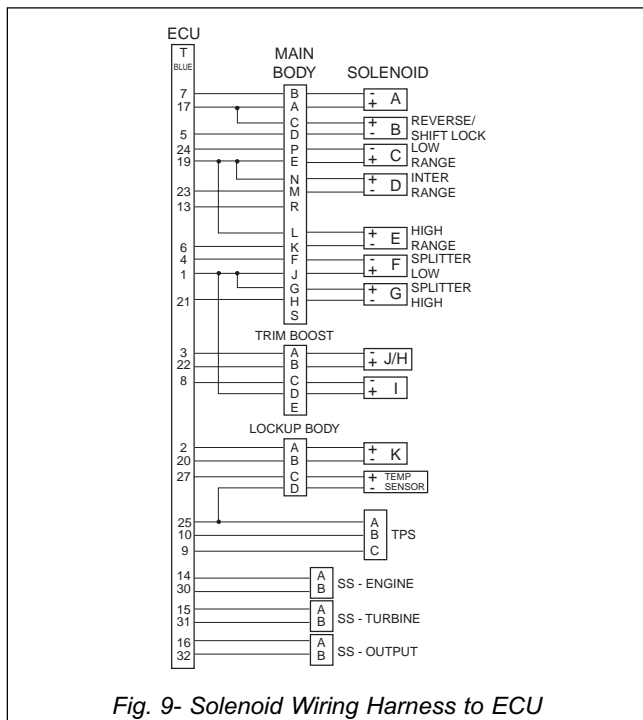 ECU
T
BLUE
MAIN
BODY
SOLENOID
7 B - A
17 A +
C + B REVERSE/
5 D - SHIFT LOCK
24 P - C LOW
19 E + RANGE
N + D INTER
23 M - RANGE
13 R
L + E HIGH
6 K - RANGE
4 F - F SPLITTER
1 J + LOW
G + G SPLITTER
21 H - HIGH
S
TRIM BOOST
3 A - J/H
22 B +
8 C - I
D +
E
LOCKUP BODY
2 A + K
20 B -
27 C + TEMP
D - SENSOR
25 A
10 B TPS
9 C
14 A SS - ENGINE
30 B
15 A SS - TURBINE
31 B
16 A SS - OUTPUT
32 B
Fig. 9- Solenoid Wiring Harness to ECU